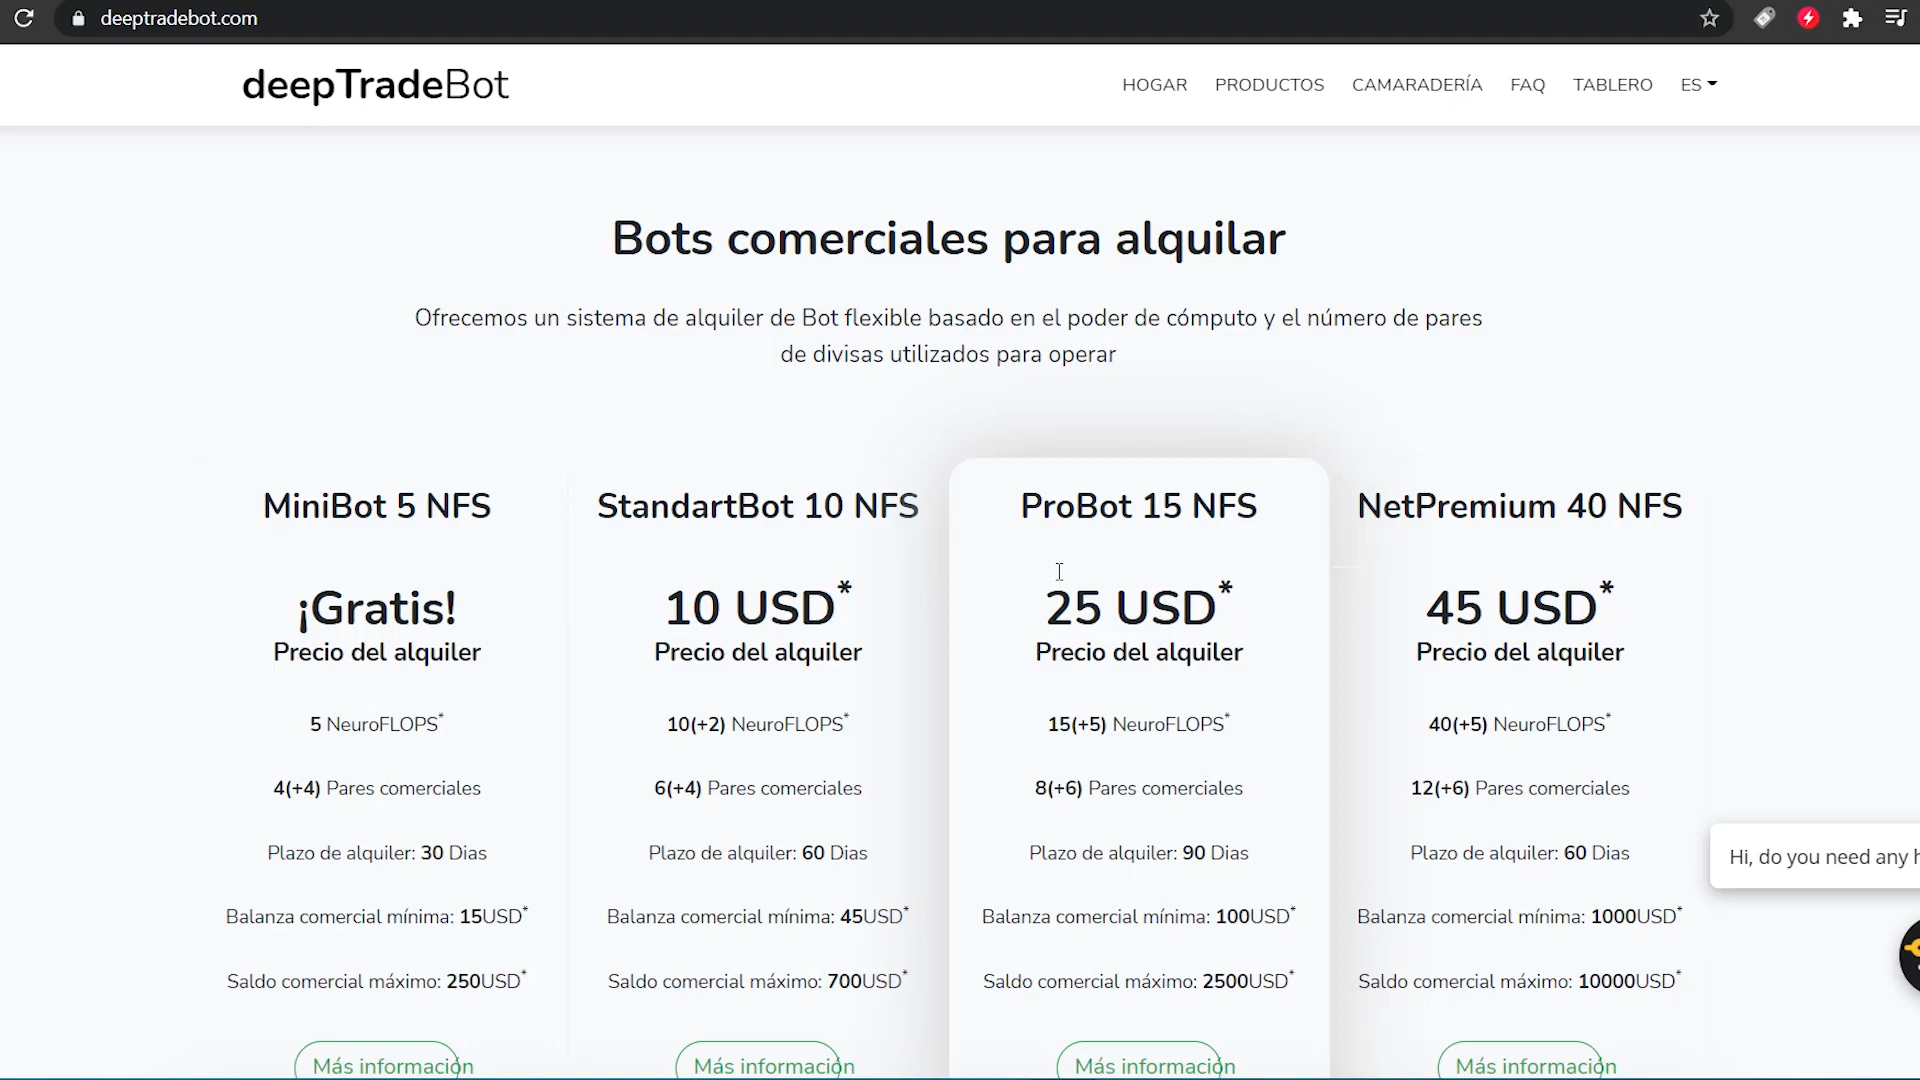 deeptradebot.com
deepTradeBot
HOGAR PRODUCTOS CAMARADERÍA FAQ TABLERO ES
Bots comerciales para alquilar
Ofrecemos un sistema de alquiler de Bot flexible basado en el poder de cómputo y el número de pares
de divisas utilizados para operar
MiniBot 5 NFS
¡Gratis!
Precio del alquiler
5 NeuroFLOPS*
4(+4) Pares comerciales
Plazo de alquiler: 30 Dias
Balanza comercial mínima: 15USD*
Saldo comercial máximo: 250USD*
Más información
StandartBot 10 NFS
10 USD*
Precio del alquiler
10(+2) NeuroFLOPS*
6(+4) Pares comerciales
Plazo de alquiler: 60 Dias
Balanza comercial mínima: 45USD*
Saldo comercial máximo: 700USD*
Más información
ProBot 15 NFS
25 USD*
Precio del alquiler
15(+5) NeuroFLOPS*
8(+6) Pares comerciales
Plazo de alquiler: 90 Dias
Balanza comercial mínima: 100USD*
Saldo comercial máximo: 2500USD*
Más información
NetPremium 40 NFS
45 USD*
Precio del alquiler
40(+5) NeuroFLOPS*
12(+6) Pares comerciales
Plazo de alquiler: 60 Dias
Balanza comercial mínima: 1000USD*
Saldo comercial máximo: 10000USD*
Más información
Hi, do you need any